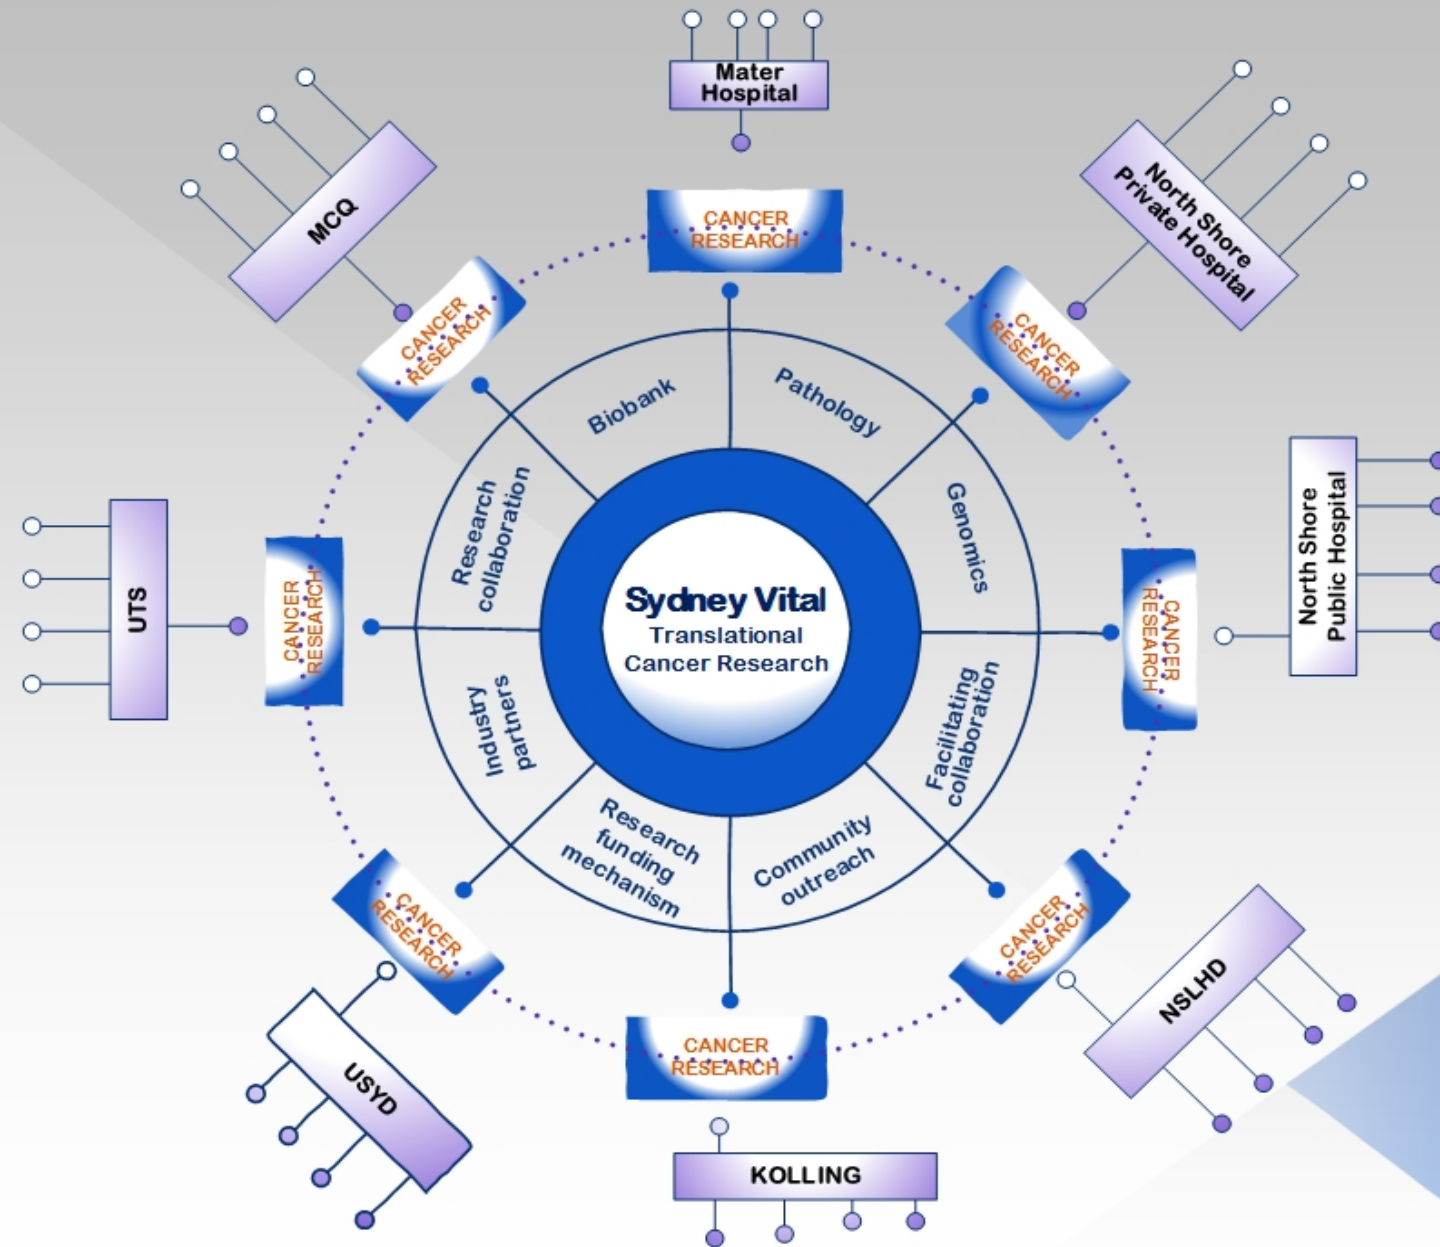 Mater
Hospital
North Shore
Private Hospital
MCQ
CANCER
RESEARCH
CANCER
RESEARCH
CANCER
RESEARCH
Biobank
Pathology
Research
collaboration
Genomics
North Shore
Public Hospital
UTS
CANCER
RESEARCH
Sydney Vital
Translational
Cancer Research
CANCER
RESEARCH
Industry
partners
Facilitating
collaboration
Research
funding
mechanism
Community
outreach
CANCER
RESEARCH
CANCER
RESEARCH
NSLHD
USYD
CANCER
RESEARCH
KOLLING